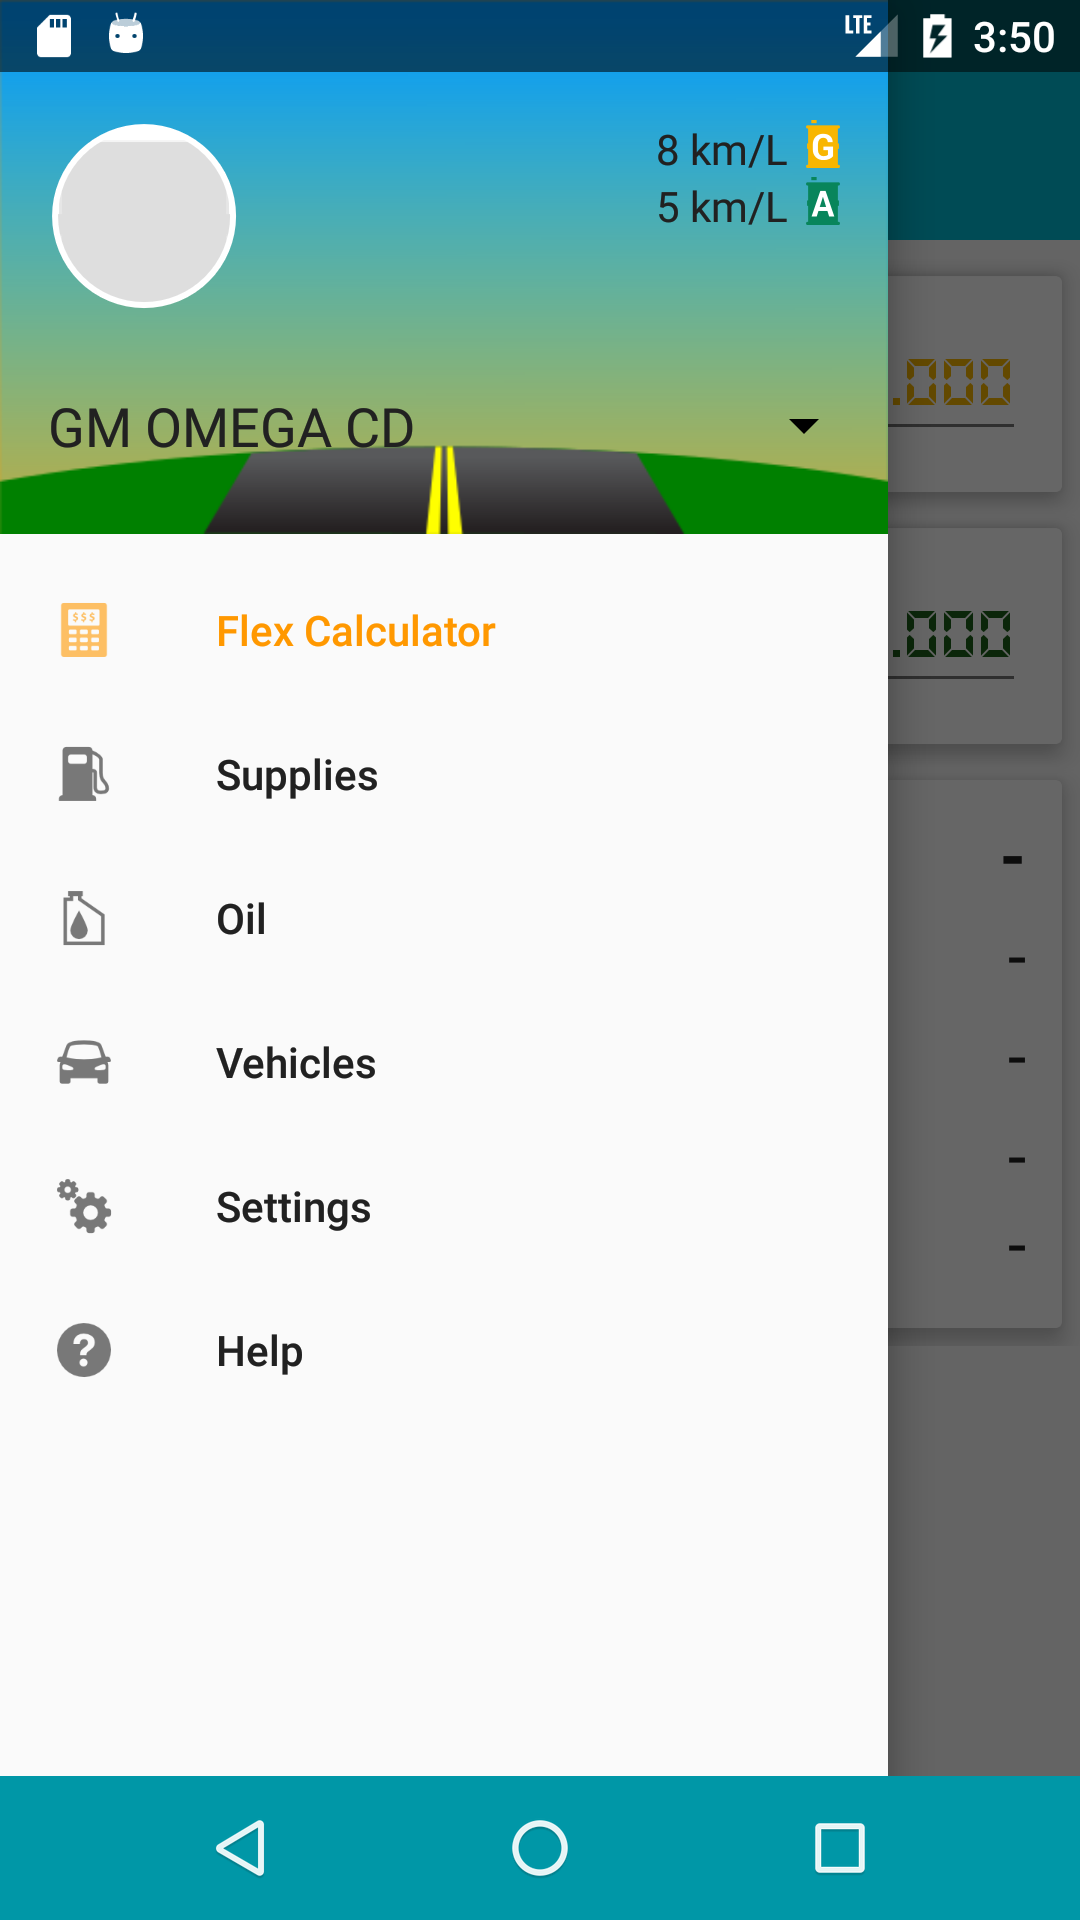 LTE 3:50
8 km/L G
5 km/L A
GM OMEGA CD
.000
$$$ Flex Calculator
.000
Supplies
-
Oil
-
Vehicles
-
-
Settings
-
? Help